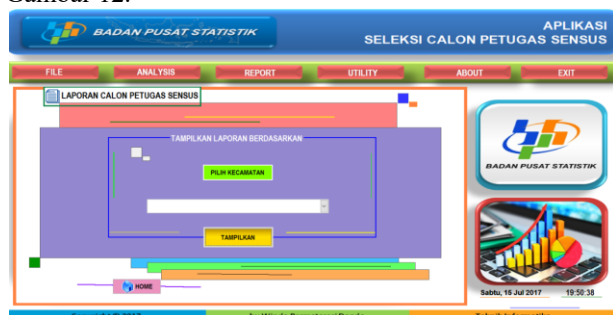 Gambar 12.
BADAN PUSAT STATISTIK
APLIKASI
SELEKSI CALON PETUGAS SENSUS
FILE ANALYSIS REPORT UTILITY ABOUT EXIT
LAPORAN CALON PETUGAS SENSUS
TAMPILKAN LAPORAN BERDASARKAN
PILIH KECAMATAN
TAMPILKAN
HOME
BADAN PUSAT STATISTIK
Sabtu, 15 Jul 2017 19:50:38